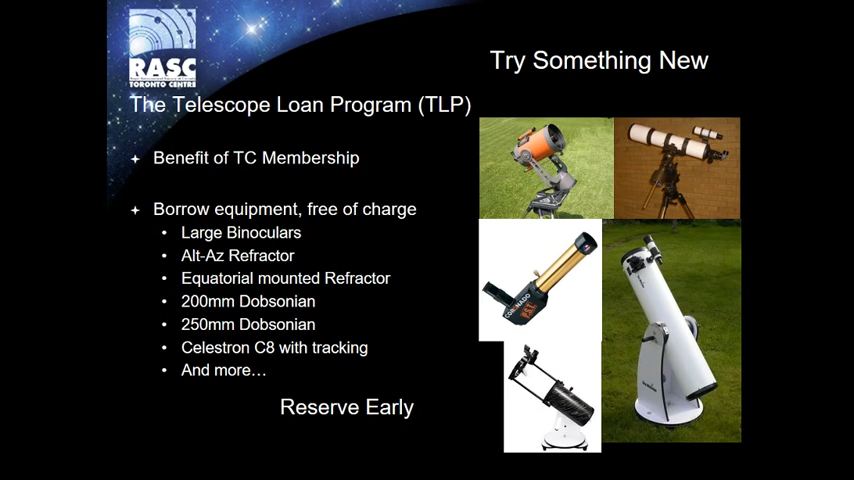 RASC
TORONTO CENTRE
Try Something New
The Telescope Loan Program (TLP)
Benefit of TC Membership
Borrow equipment, free of charge
Large Binoculars
Alt-Az Refractor
Equatorial mounted Refractor
200mm Dobsonian
250mm Dobsonian
Celestron C8 with tracking
And more…
Reserve Early
CORONADO
P.S.T.